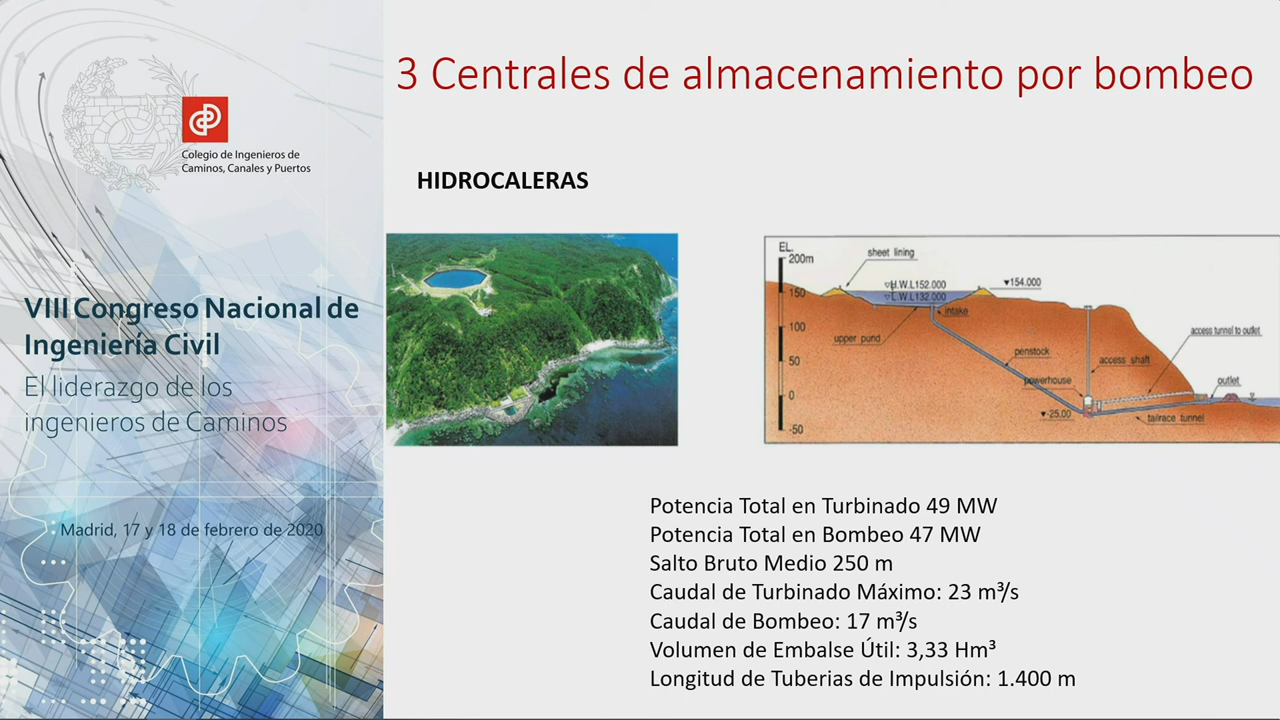 3 Centrales de almacenamiento por bombeo
Colegio de Ingenieros de
Caminos, Canales y Puertos
HIDROCALERAS
VIII Congreso Nacional de
Ingeniería Civil
El liderazgo de los
ingenieros de Caminos
Madrid, 17 y 18 de febrero de 2020
EL.
200m
150
100
50
0
-50
sheet lining
H.W.L152.000
L.W.L132.000
154.000
intake
upper pund
penstock
access shaft
access tunnel to outlet
powerhouse
outlet
-25.00
tailrace tunnel
Potencia Total en Turbinado 49 MW
Potencia Total en Bombeo 47 MW
Salto Bruto Medio 250 m
Caudal de Turbinado Máximo: 23 m³/s
Caudal de Bombeo: 17 m³/s
Volumen de Embalse Útil: 3,33 Hm³
Longitud de Tuberias de Impulsión: 1.400 m